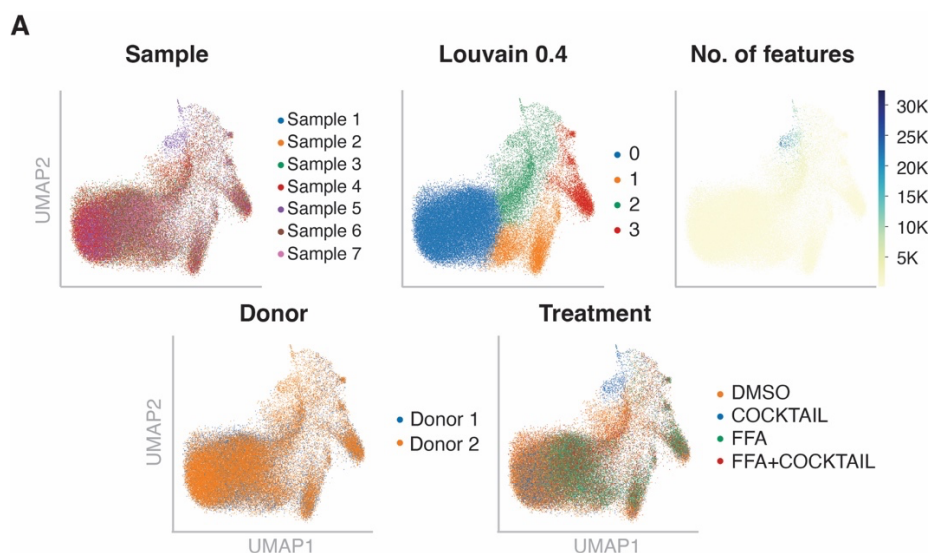 A
Sample
Louvain 0.4
No. of features
UMAP2
Sample 1
Sample 2
Sample 3
Sample 4
Sample 5
Sample 6
Sample 7
0
1
2
3
30K
25K
20K
15K
10K
5K
Donor
Treatment
UMAP2
Donor 1
Donor 2
DMSO
COCKTAIL
FFA
FFA+COCKTAIL
UMAP1
UMAP1